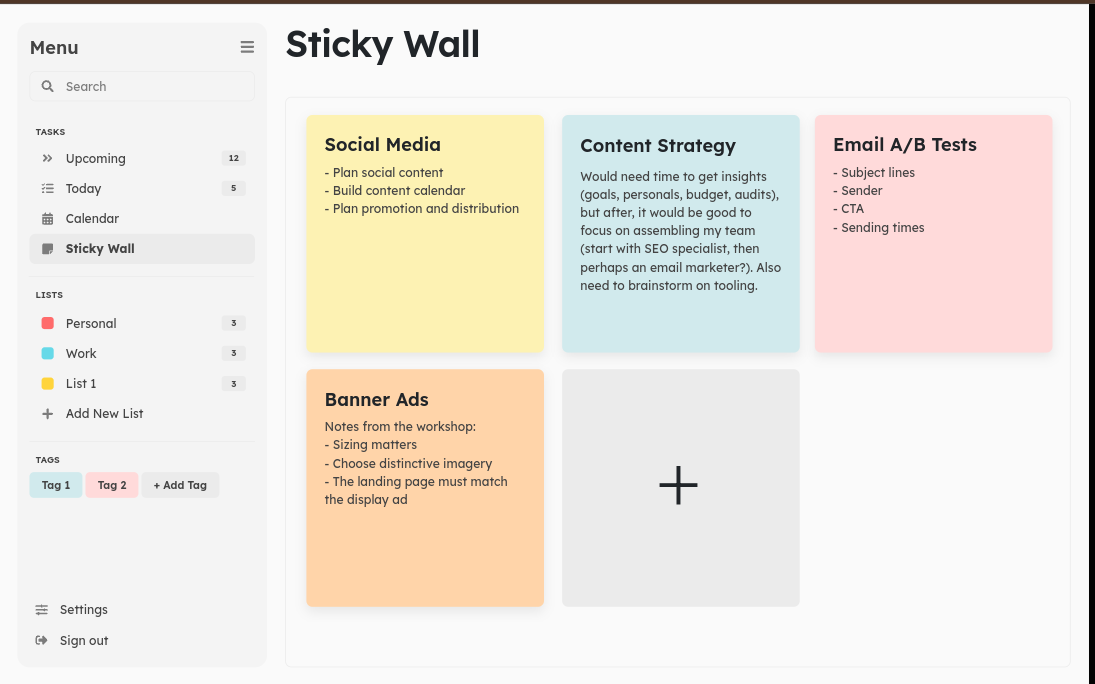 Menu
Search
TASKS
Upcoming 12
Today 5
Calendar
Sticky Wall
LISTS
Personal 3
Work 3
List 1 3
+ Add New List
TAGS
Tag 1 Tag 2 + Add Tag
Settings
Sign out
Sticky Wall
Social Media
- Plan social content
- Build content calendar
- Plan promotion and distribution
Content Strategy
Would need time to get insights
(goals, personals, budget, audits),
but after, it would be good to
focus on assembling my team
(start with SEO specialist, then
perhaps an email marketer?). Also
need to brainstorm on tooling.
Email A/B Tests
- Subject lines
- Sender
- CTA
- Sending times
Banner Ads
Notes from the workshop:
- Sizing matters
- Choose distinctive imagery
- The landing page must match
the display ad
+